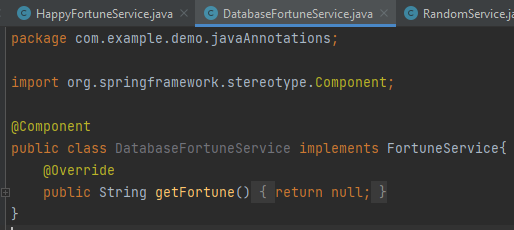 HappyFortuneService.java DatabaseFortuneService.java RandomService.j
package com.example.demo.javaAnnotations;
import org.springframework.stereotype.Component;
@Component
public class DatabaseFortuneService implements FortuneService{
@Override
public String getFortune() { return null; }
}